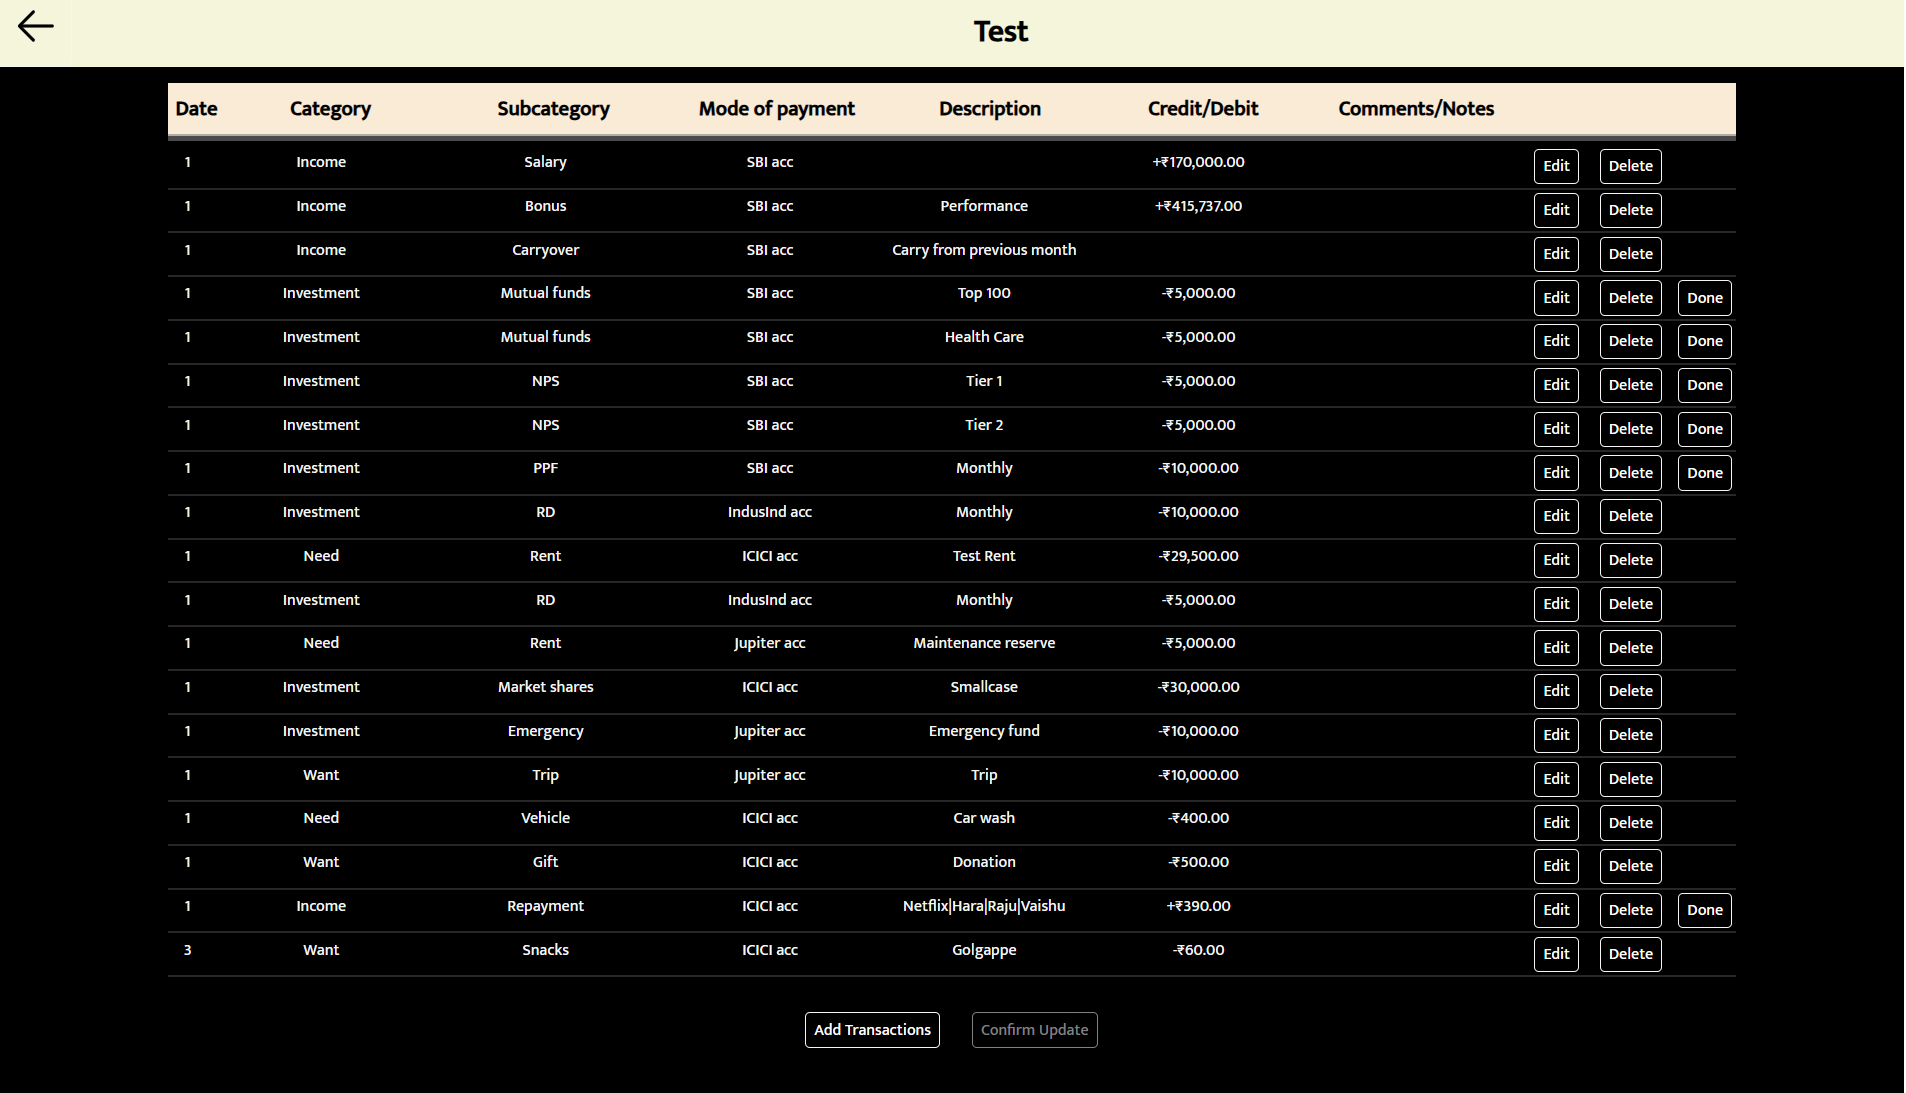 Test
Date Category Subcategory Mode of payment Description Credit/Debit Comments/Notes
1 Income Salary SBI acc +₹170,000.00 Edit Delete
1 Income Bonus SBI acc Performance +₹415,737.00 Edit Delete
1 Income Carryover SBI acc Carry from previous month Edit Delete
1 Investment Mutual funds SBI acc Top 100 -₹5,000.00 Edit Delete Done
1 Investment Mutual funds SBI acc Health Care -₹5,000.00 Edit Delete Done
1 Investment NPS SBI acc Tier 1 -₹5,000.00 Edit Delete Done
1 Investment NPS SBI acc Tier 2 -₹5,000.00 Edit Delete Done
1 Investment PPF SBI acc Monthly -₹10,000.00 Edit Delete Done
1 Investment RD IndusInd acc Monthly -₹10,000.00 Edit Delete
1 Need Rent ICICI acc Test Rent -₹29,500.00 Edit Delete
1 Investment RD IndusInd acc Monthly -₹5,000.00 Edit Delete
1 Need Rent Jupiter acc Maintenance reserve -₹5,000.00 Edit Delete
1 Investment Market shares ICICI acc Smallcase -₹30,000.00 Edit Delete
1 Investment Emergency Jupiter acc Emergency fund -₹10,000.00 Edit Delete
1 Want Trip Jupiter acc Trip -₹10,000.00 Edit Delete
1 Need Vehicle ICICI acc Car wash -₹400.00 Edit Delete
1 Want Gift ICICI acc Donation -₹500.00 Edit Delete
1 Income Repayment ICICI acc Netflix|Hara|Raju|Vaishu +₹390.00 Edit Delete Done
3 Want Snacks ICICI acc Golgappe -₹60.00 Edit Delete
Add Transactions Confirm Update